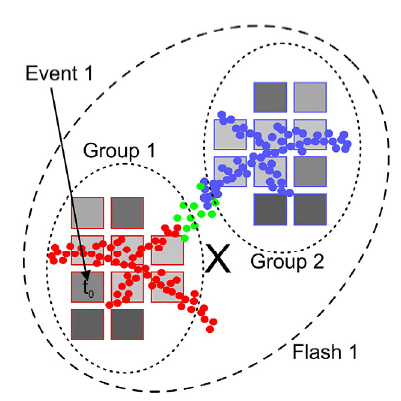 Event 1
Group 1
t0
X
Group 2
Flash 1